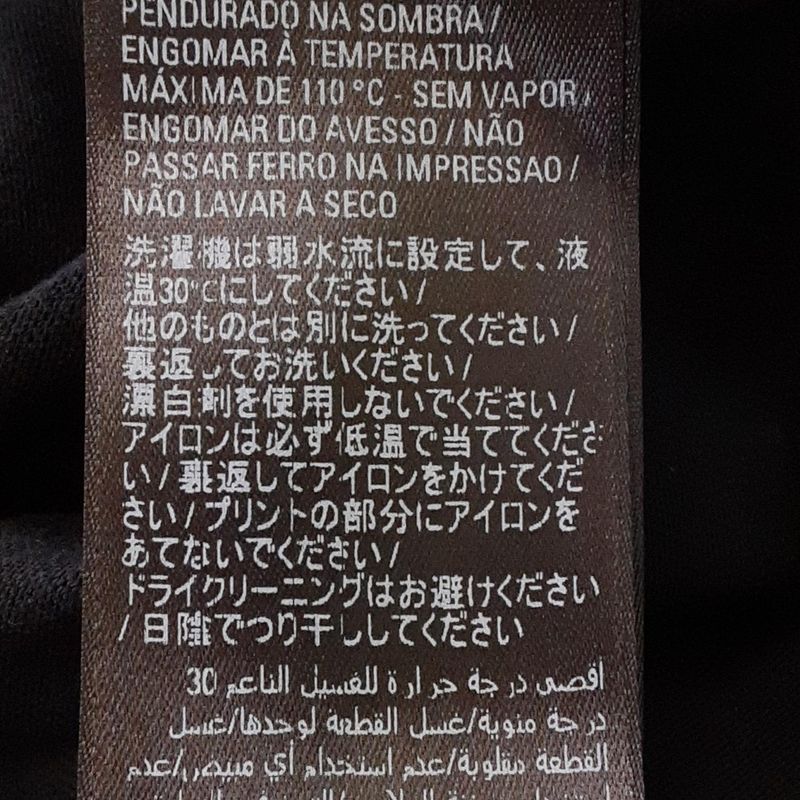 PENDURADO NA SOMBRA /
ENGOMAR À TEMPERATURA
MÁXIMA DE 110 °C - SEM VAPOR /
ENGOMAR DO AVESSO / NÃO
PASSAR FERRO NA IMPRESSAO /
NÃO LAVAR A SECO
洗濯機は弱水流に設定して、液
温30℃にしてください /
他のものとは別に洗ってください /
裏返してお洗いください /
漂白剤を使用しないでください /
アイロンは必ず低温で当ててくださ
い / 裏返してアイロンをかけてくだ
さい / プリントの部分にアイロンを
あてないでください /
ドライクリーニングはお避けください
/ 日陰でつり干ししてください
اقصى درجة حرارة للغسيل الناعم 30
درجة مئوية/غسل القطعة لوحدها/غسل
القطعة مقلوبة/عدم استخدام أي مبيض/عدم